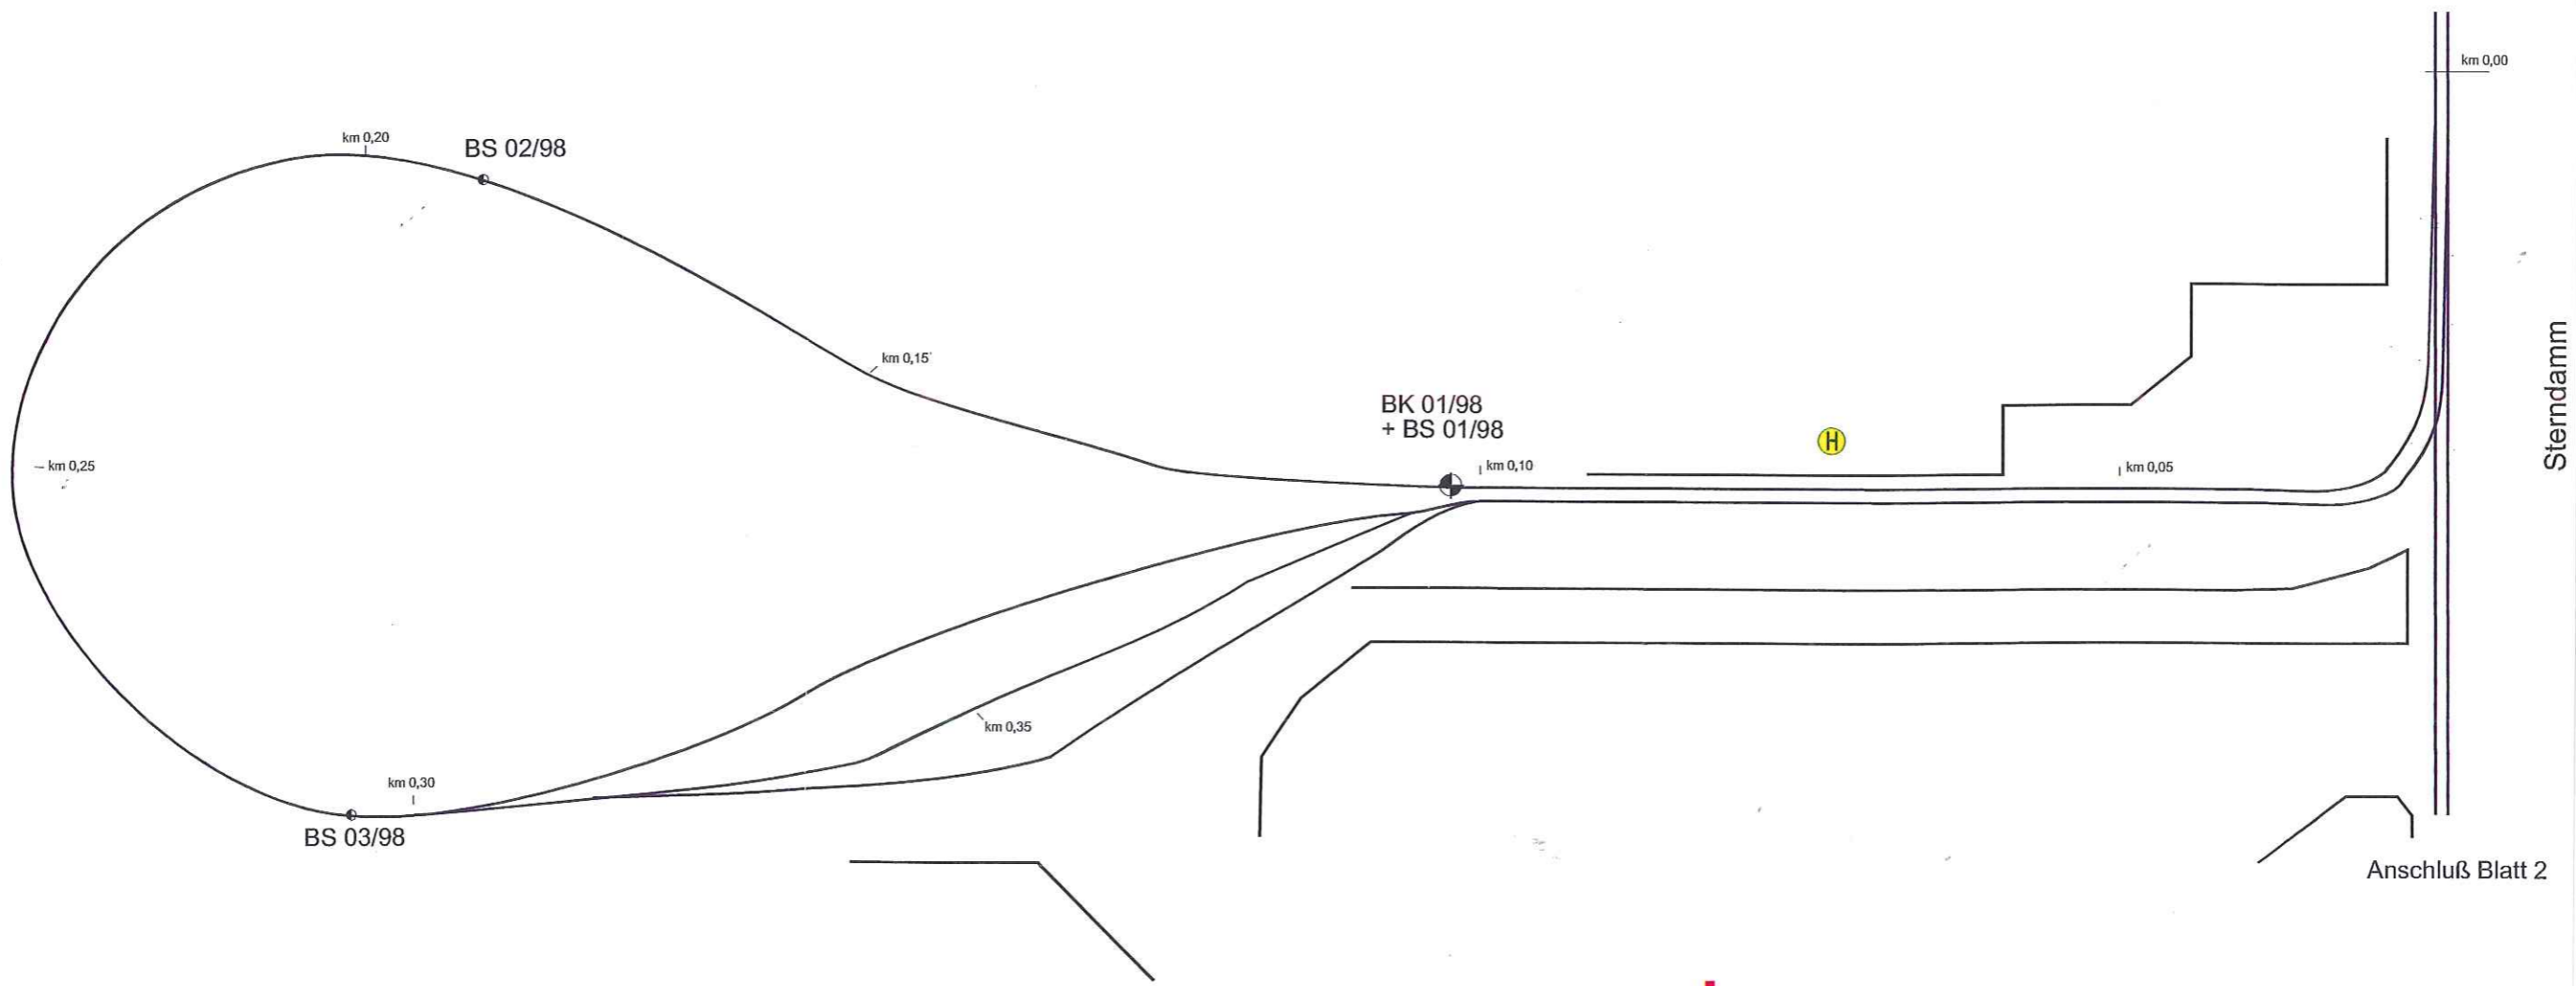 km 0,00
km 0,20
BS 02/98
km 0,15
BK 01/98
+ BS 01/98
H
km 0,10
km 0,05
km 0,25
Sterndamm
km 0,35
km 0,30
BS 03/98
Anschluß Blatt 2